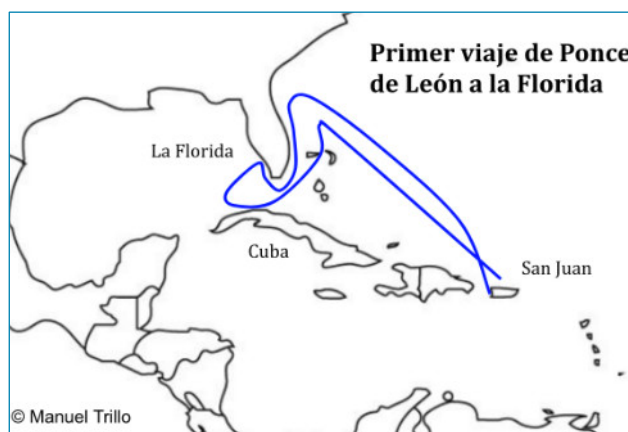 Primer viaje de Ponce
de León a la Florida
La Florida
Cuba
San Juan
© Manuel Trillo